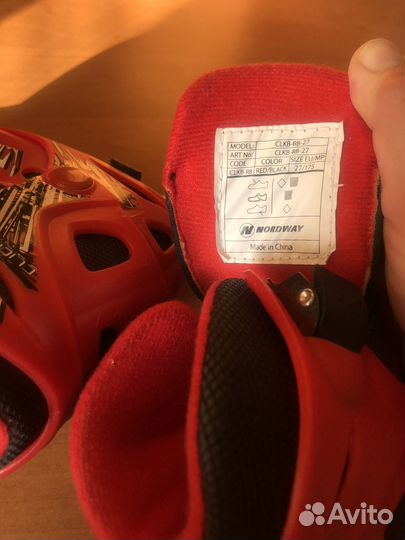 MODEL: CLKB-RB-27
ART No CLKB-RB-27
CODE COLOR SIZE EU/MP
CLKB-RB RED/BLACK 27/175
NORDWAY
Made in China
Avito